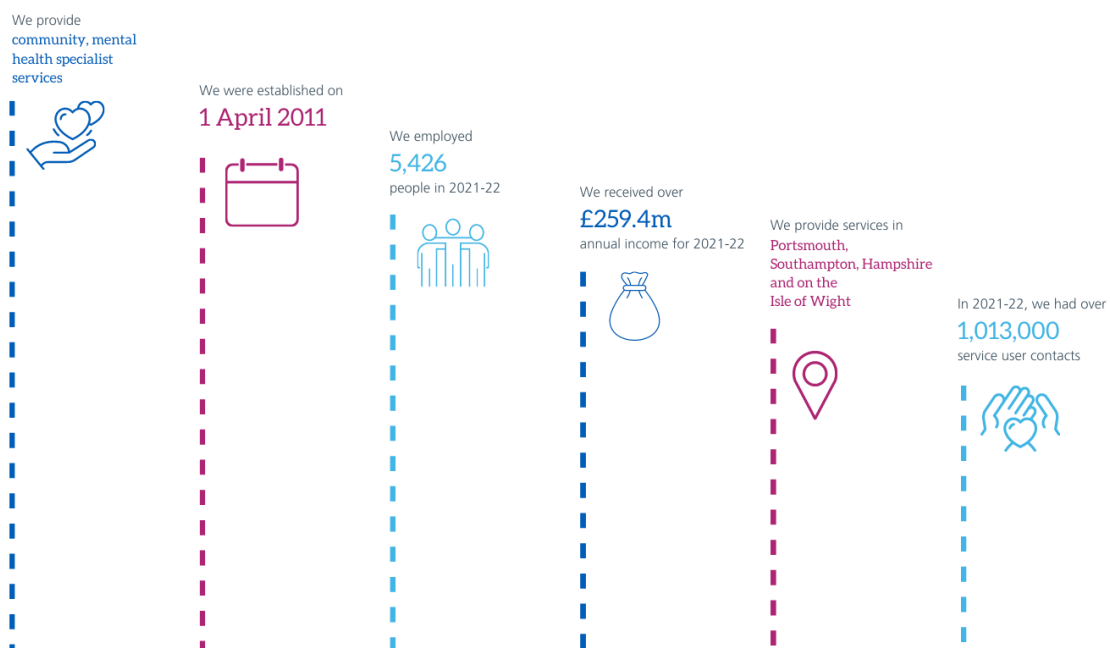 We provide
community, mental
health specialist
services
We were established on
1 April 2011
We employed
5,426
people in 2021-22
We received over
£259.4m
annual income for 2021-22
We provide services in
Portsmouth,
Southampton, Hampshire
and on the
Isle of Wight
In 2021-22, we had over
1,013,000
service user contacts